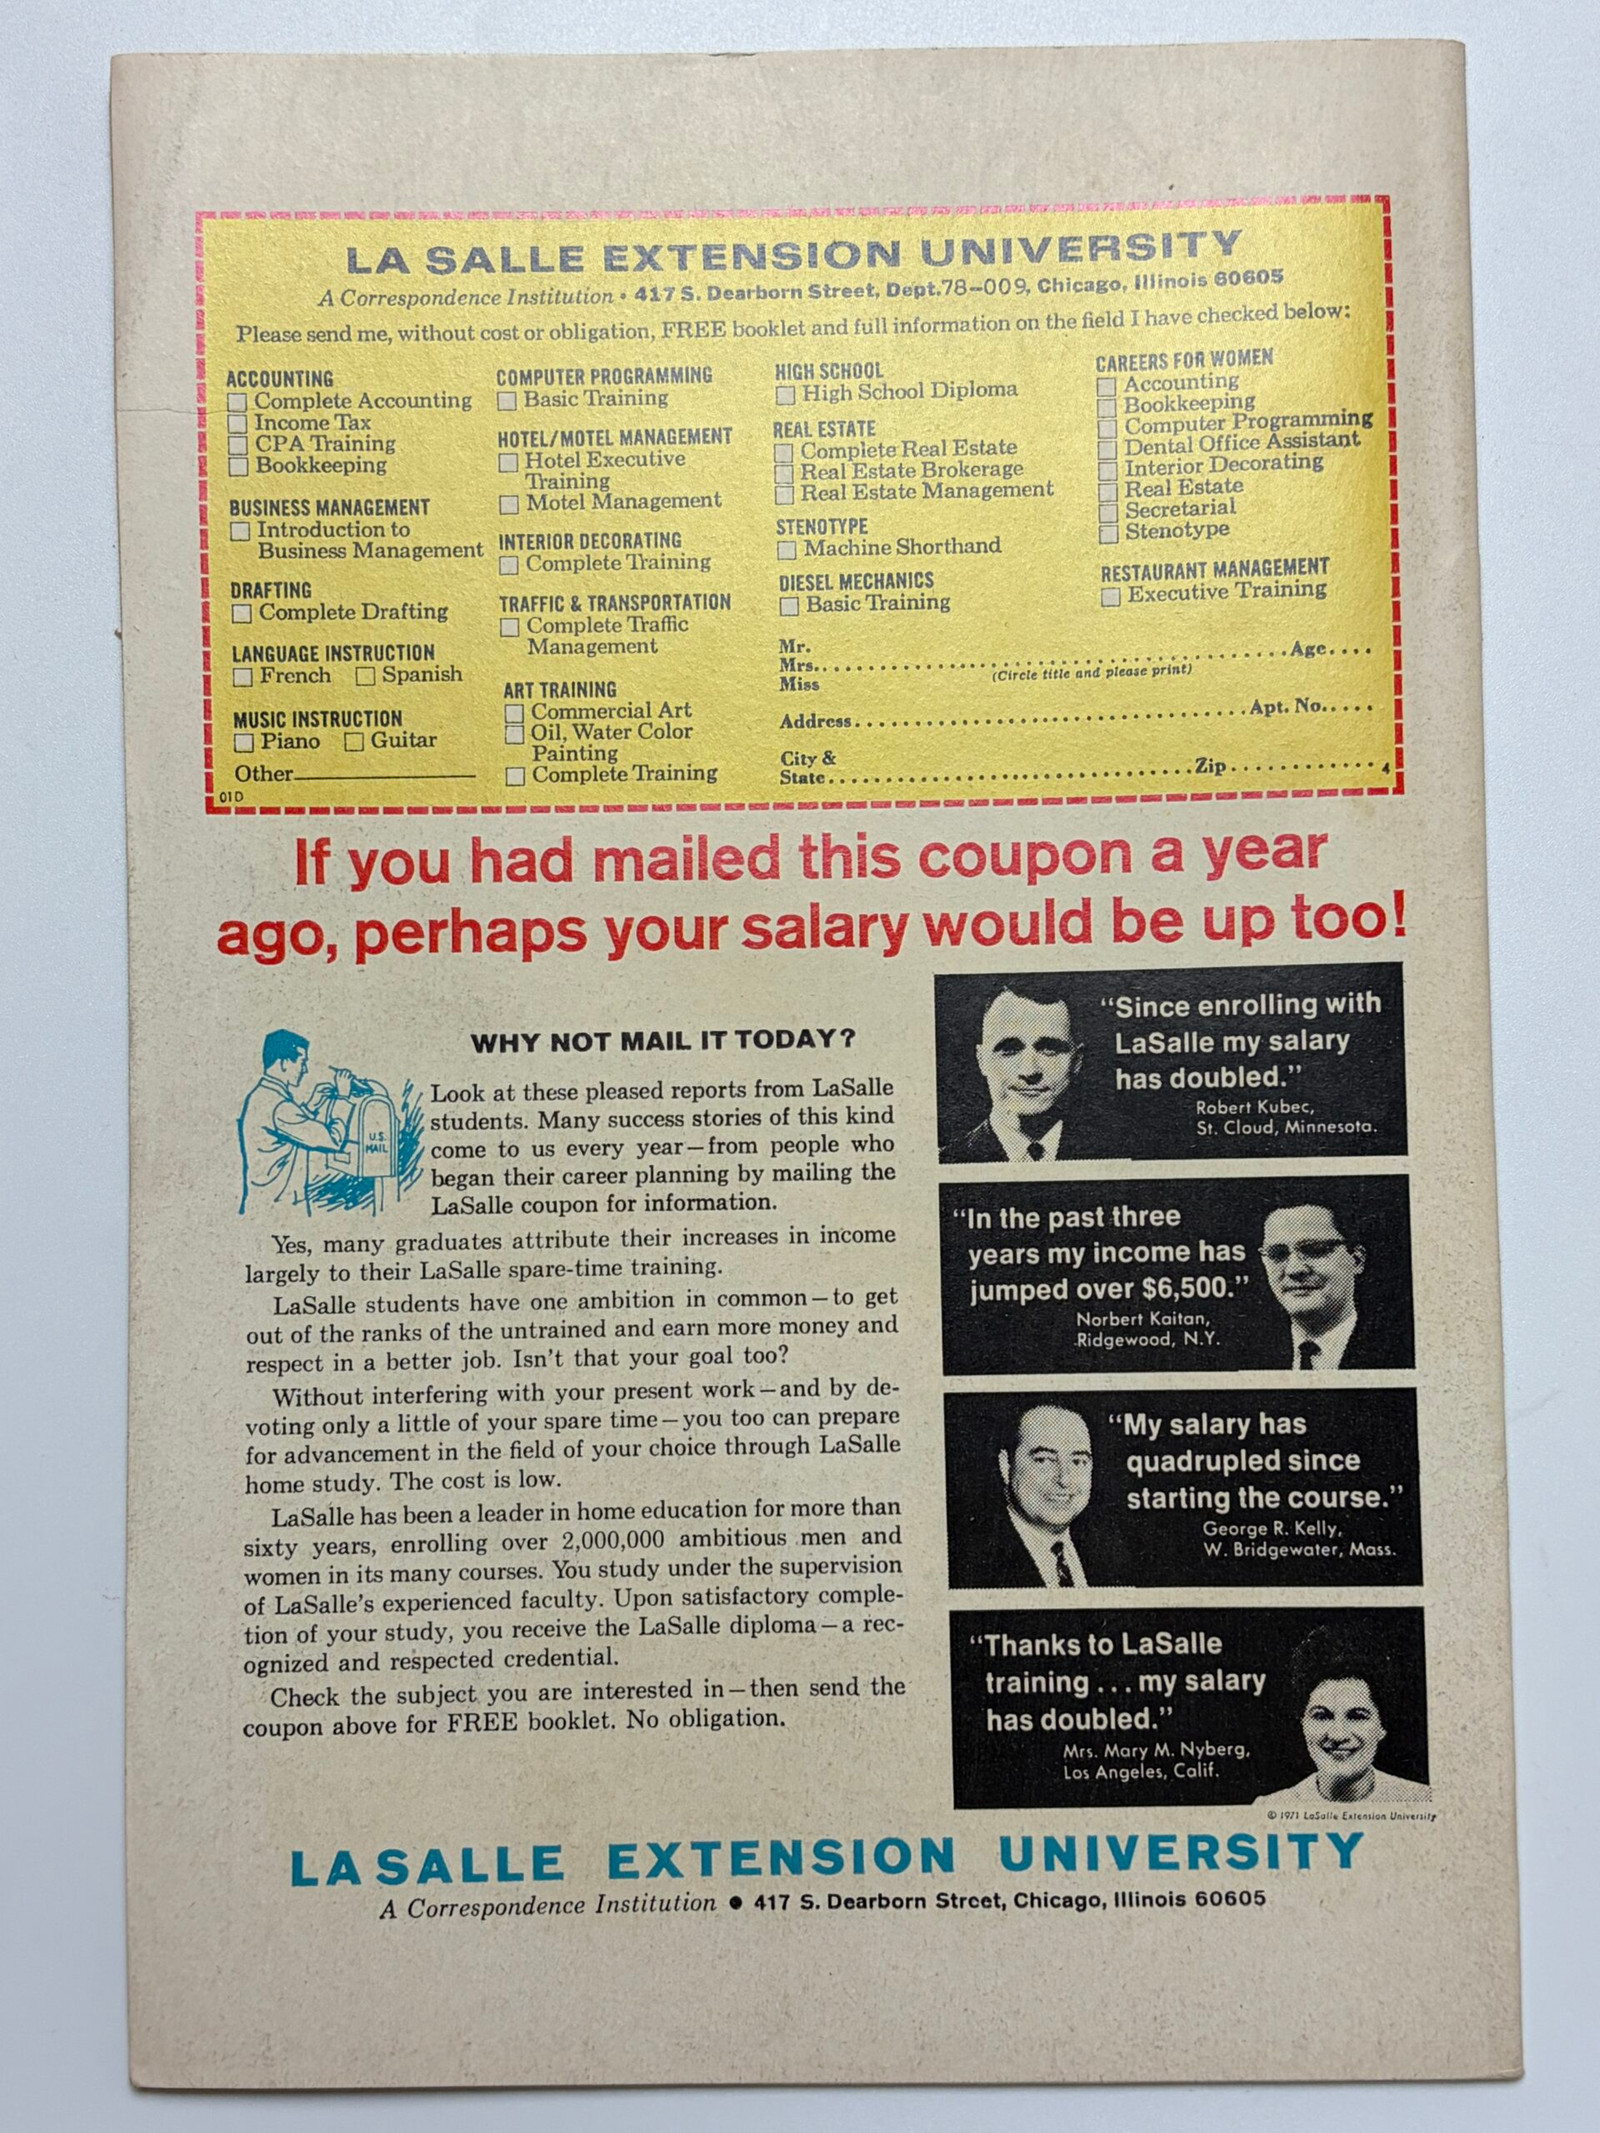 LA SALLE EXTENSION UNIVERSITY
A Correspondence Institution • 417 S. Dearborn Street, Dept.78-009, Chicago, Illinois 60605
Please send me, without cost or obligation, FREE booklet and full information on the field I have checked below:
ACCOUNTING
Complete Accounting
Income Tax
CPA Training
Bookkeeping
BUSINESS MANAGEMENT
Introduction to
Business Management
DRAFTING
Complete Drafting
LANGUAGE INSTRUCTION
French Spanish
MUSIC INSTRUCTION
Piano Guitar
Other
01D
COMPUTER PROGRAMMING
Basic Training
HOTEL/MOTEL MANAGEMENT
Hotel Executive
Training
Motel Management
INTERIOR DECORATING
Complete Training
TRAFFIC & TRANSPORTATION
Complete Traffic
Management
ART TRAINING
Commercial Art
Oil, Water Color
Painting
Complete Training
HIGH SCHOOL
High School Diploma
REAL ESTATE
Complete Real Estate
Real Estate Brokerage
Real Estate Management
STENOTYPE
Machine Shorthand
DIESEL MECHANICS
Basic Training
CAREERS FOR WOMEN
Accounting
Bookkeeping
Computer Programming
Dental Office Assistant
Interior Decorating
Real Estate
Secretarial
Stenotype
RESTAURANT MANAGEMENT
Executive Training
Mr.
Mrs. Age
Miss (Circle title and please print)
Address Apt. No.
City &
State Zip 4
If you had mailed this coupon a year
ago, perhaps your salary would be up too!
WHY NOT MAIL IT TODAY?
U.S.
MAIL
Look at these pleased reports from LaSalle
students. Many success stories of this kind
come to us every year—from people who
began their career planning by mailing the
LaSalle coupon for information.
Yes, many graduates attribute their increases in income
largely to their LaSalle spare-time training.
LaSalle students have one ambition in common—to get
out of the ranks of the untrained and earn more money and
respect in a better job. Isn't that your goal too?
Without interfering with your present work—and by de-
voting only a little of your spare time—you too can prepare
for advancement in the field of your choice through LaSalle
home study. The cost is low.
LaSalle has been a leader in home education for more than
sixty years, enrolling over 2,000,000 ambitious men and
women in its many courses. You study under the supervision
of LaSalle's experienced faculty. Upon satisfactory comple-
tion of your study, you receive the LaSalle diploma—a rec-
ognized and respected credential.
Check the subject you are interested in—then send the
coupon above for FREE booklet. No obligation.
"Since enrolling with
LaSalle my salary
has doubled."
Robert Kubec,
St. Cloud, Minnesota.
"In the past three
years my income has
jumped over $6,500."
Norbert Kaitan,
Ridgewood, N.Y.
"My salary has
quadrupled since
starting the course."
George R. Kelly,
W. Bridgewater, Mass.
"Thanks to LaSalle
training ... my salary
has doubled."
Mrs. Mary M. Nyberg,
Los Angeles, Calif.
© 1971 LaSalle Extension University
LASALLE EXTENSION UNIVERSITY
A Correspondence Institution • 417 S. Dearborn Street, Chicago, Illinois 60605